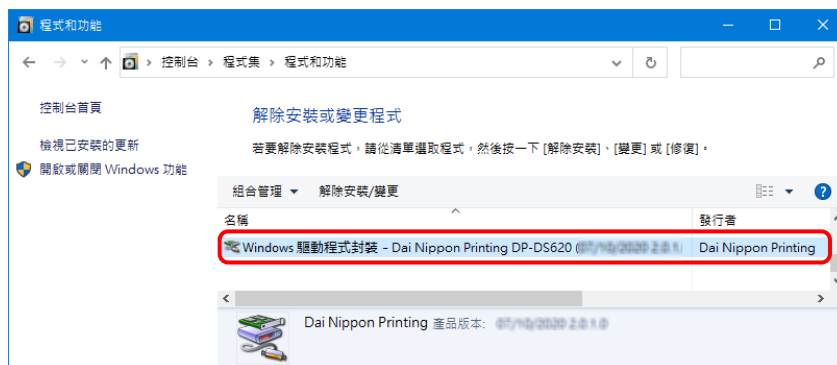 程式和功能
控制台 › 程式集 › 程式和功能
控制台首頁
檢視已安裝的更新
開啟或關閉 Windows 功能
解除安裝或變更程式
若要解除安裝程式，請從清單選取程式，然後按一下 [解除安裝]、[變更] 或 [修復]。
組合管理 解除安裝/變更
名稱 發行者
Windows 驅動程式封裝 - Dai Nippon Printing DP-DS620 ( Dai Nippon Printing
Dai Nippon Printing 產品版本: